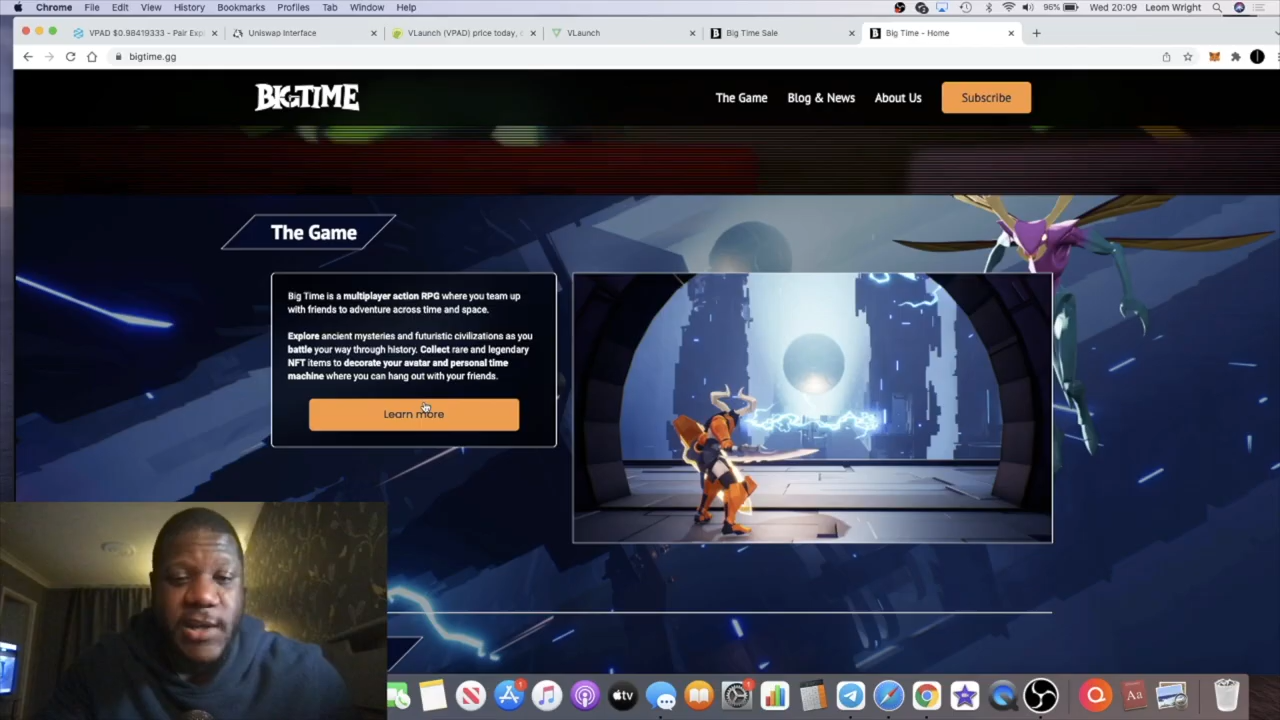 Chrome File Edit View History Bookmarks Profiles Tab Window Help 96% Wed 20:09 Leom Wright
VPAD $0.98419333 - Pair Exp Uniswap Interface VLaunch (VPAD) price today, VLaunch Big Time Sale Big Time - Home
bigtime.gg
BIGTIME The Game Blog & News About Us Subscribe
The Game
Big Time is a multiplayer action RPG where you team up
with friends to adventure across time and space.
Explore ancient mysteries and futuristic civilizations as you
battle your way through history. Collect rare and legendary
NFT items to decorate your avatar and personal time
machine where you can hang out with your friends.
Learn more
tv Aa